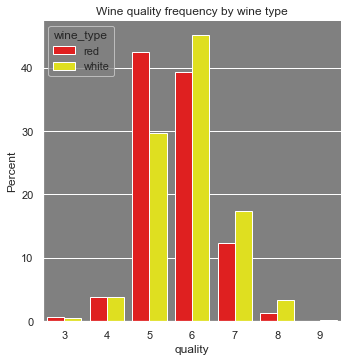 Wine quality frequency by wine type
wine_type
red
white
40
30
20
10
0
Percent
3 4 5 6 7 8 9
quality